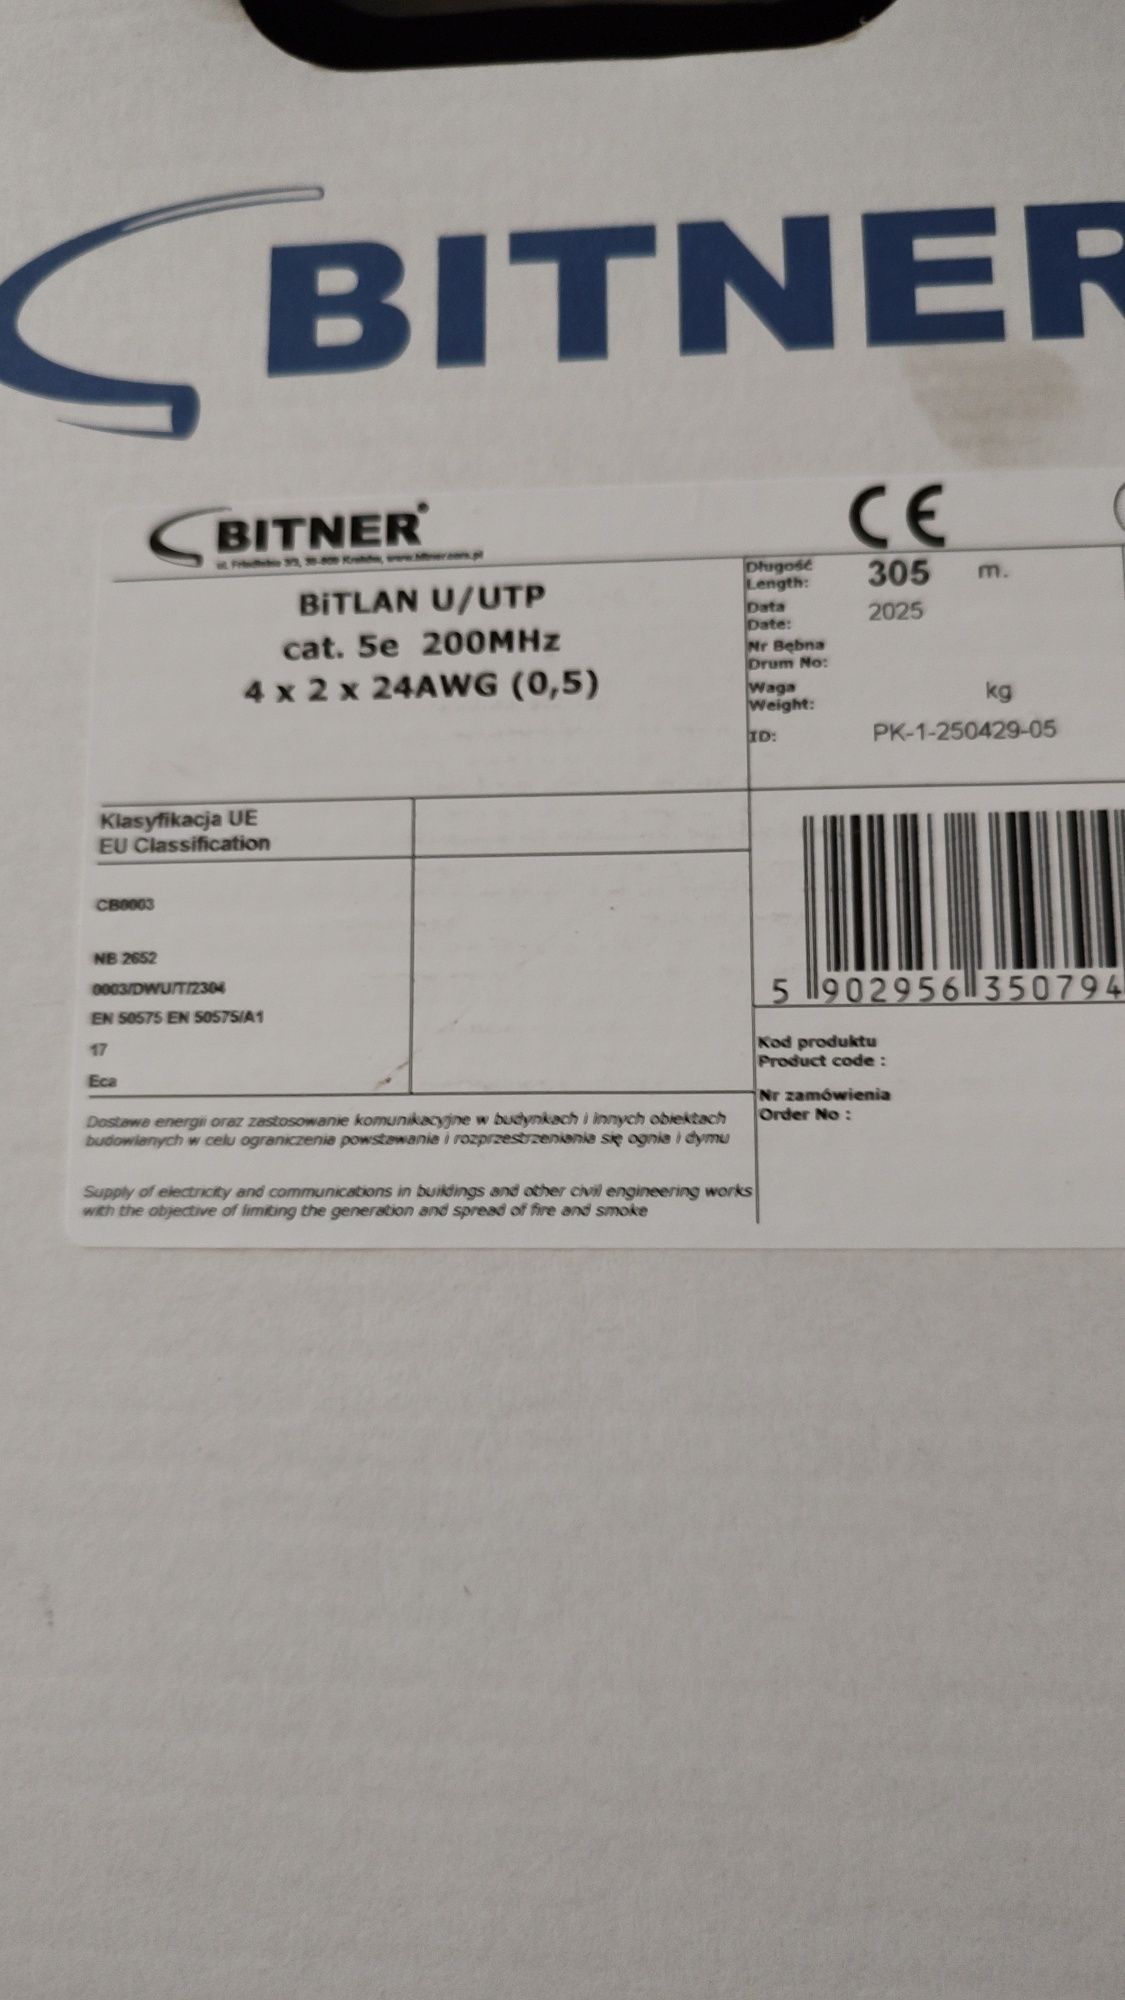 BITNER
BITNER®
CE
BiTLAN U/UTP
cat. 5e 200MHz
4 x 2 x 24AWG (0,5)
Długość
Length: 305 m.
Data
Date: 2025
Nr Bębna
Drum No:
Waga
Weight: kg
ID: PK-1-250429-05
Klasyfikacja UE
EU Classification
CB0003
NB 2652
0003/DWU/T/2304
EN 50575 EN 50575/A1
17
Eca
5 902956 350794
Kod produktu
Product code :
Nr zamówienia
Order No :
Dostawa energii oraz zastosowanie komunikacyjne w budynkach i innych obiektach
budowlanych w celu ograniczenia powstawania i rozprzestrzeniania się ognia i dymu
Supply of electricity and communications in buildings and other civil engineering works
with the objective of limiting the generation and spread of fire and smoke